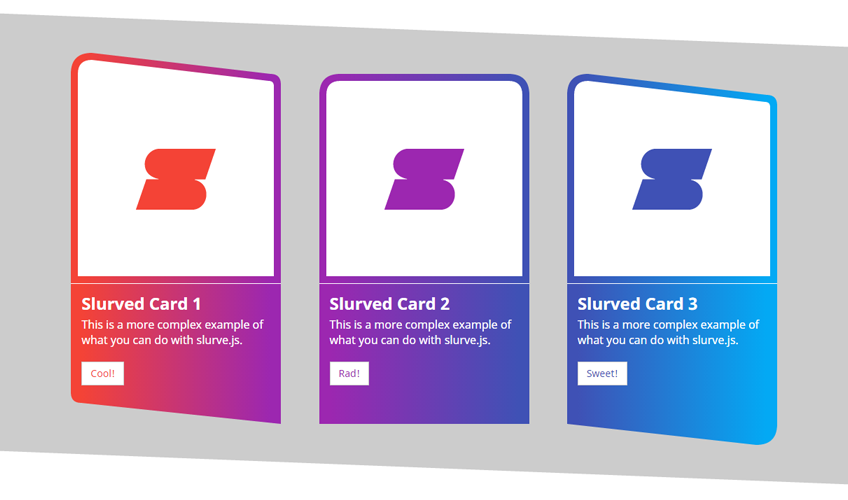 Slurved Card 1
This is a more complex example of
what you can do with slurve.js.
Cool!
Slurved Card 2
This is a more complex example of
what you can do with slurve.js.
Rad!
Slurved Card 3
This is a more complex example of
what you can do with slurve.js.
Sweet!